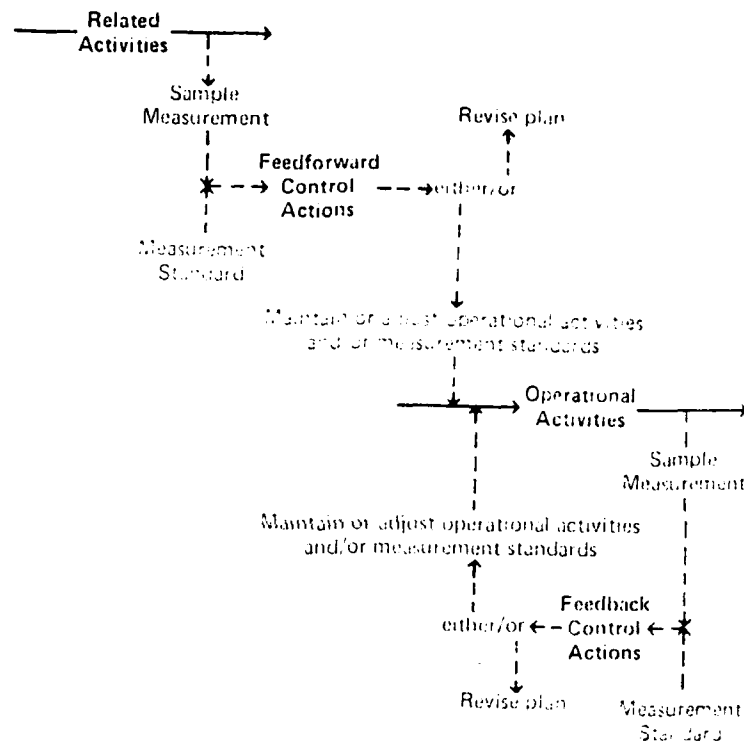 Related
Activities
Sample
Measurement
Revise plan
Feedforward
Control
Actions
either/or
Measurement
Standard
Maintain or adjust operational activities
and/or measurement standards
Operational
Activities
Sample
Measurement
Maintain or adjust operational activities
and/or measurement standards
Feedback
Control
Actions
either/or
Revise plan
Measurement
Standard